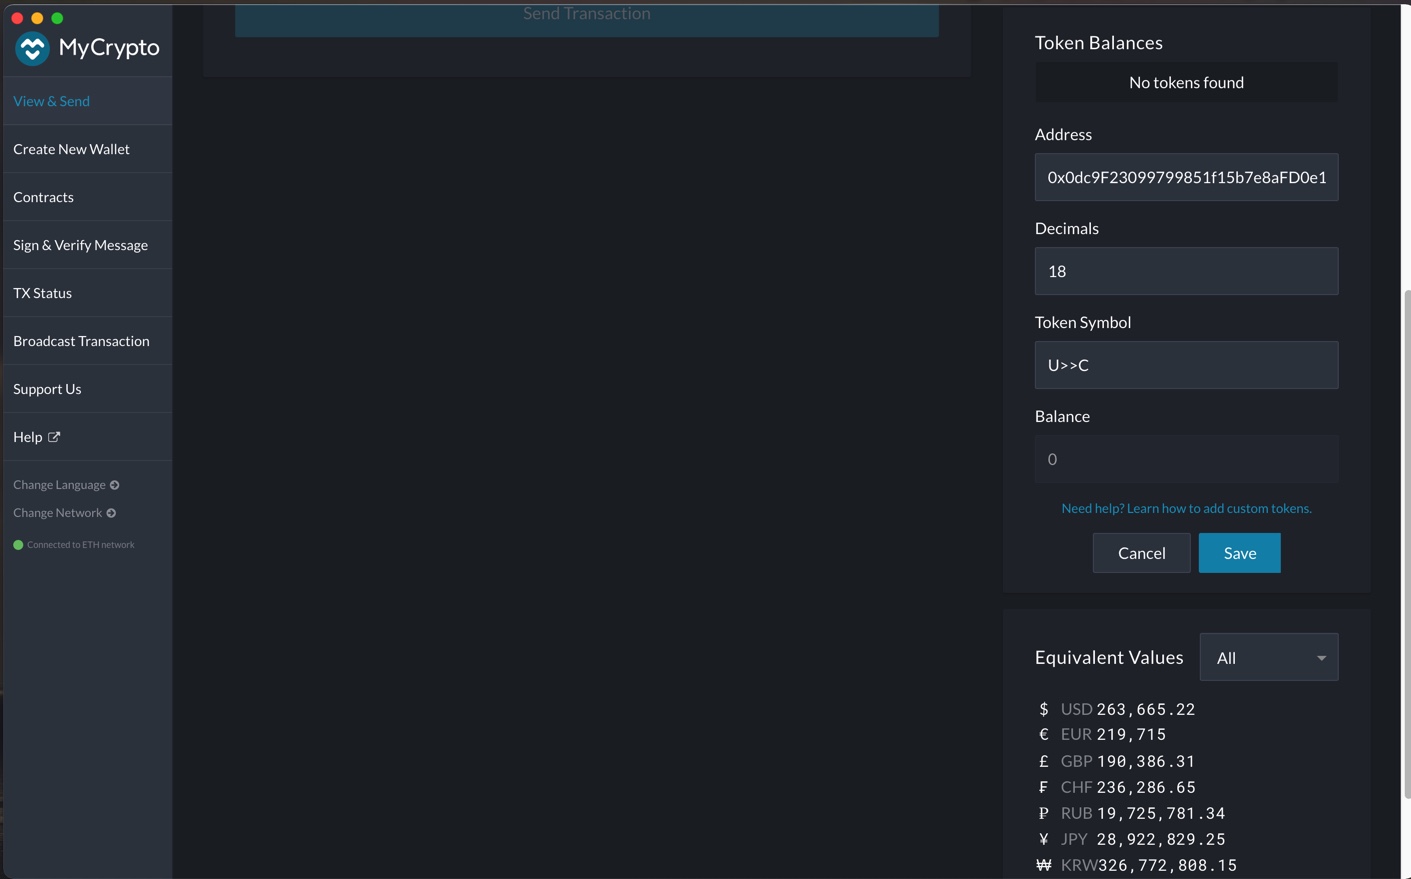 MyCrypto
View & Send
Create New Wallet
Contracts
Sign & Verify Message
TX Status
Broadcast Transaction
Support Us
Help
Change Language
Change Network
Connected to ETH network
Send Transaction
Token Balances
No tokens found
Address
0x0dc9F23099799851f15b7e8aFD0e1
Decimals
18
Token Symbol
U>>C
Balance
0
Need help? Learn how to add custom tokens.
Cancel
Save
Equivalent Values
All
$ USD 263,665.22
€ EUR 219,715
£ GBP 190,386.31
₣ CHF 236,286.65
₽ RUB 19,725,781.34
¥ JPY 28,922,829.25
₩ KRW326,772,808.15